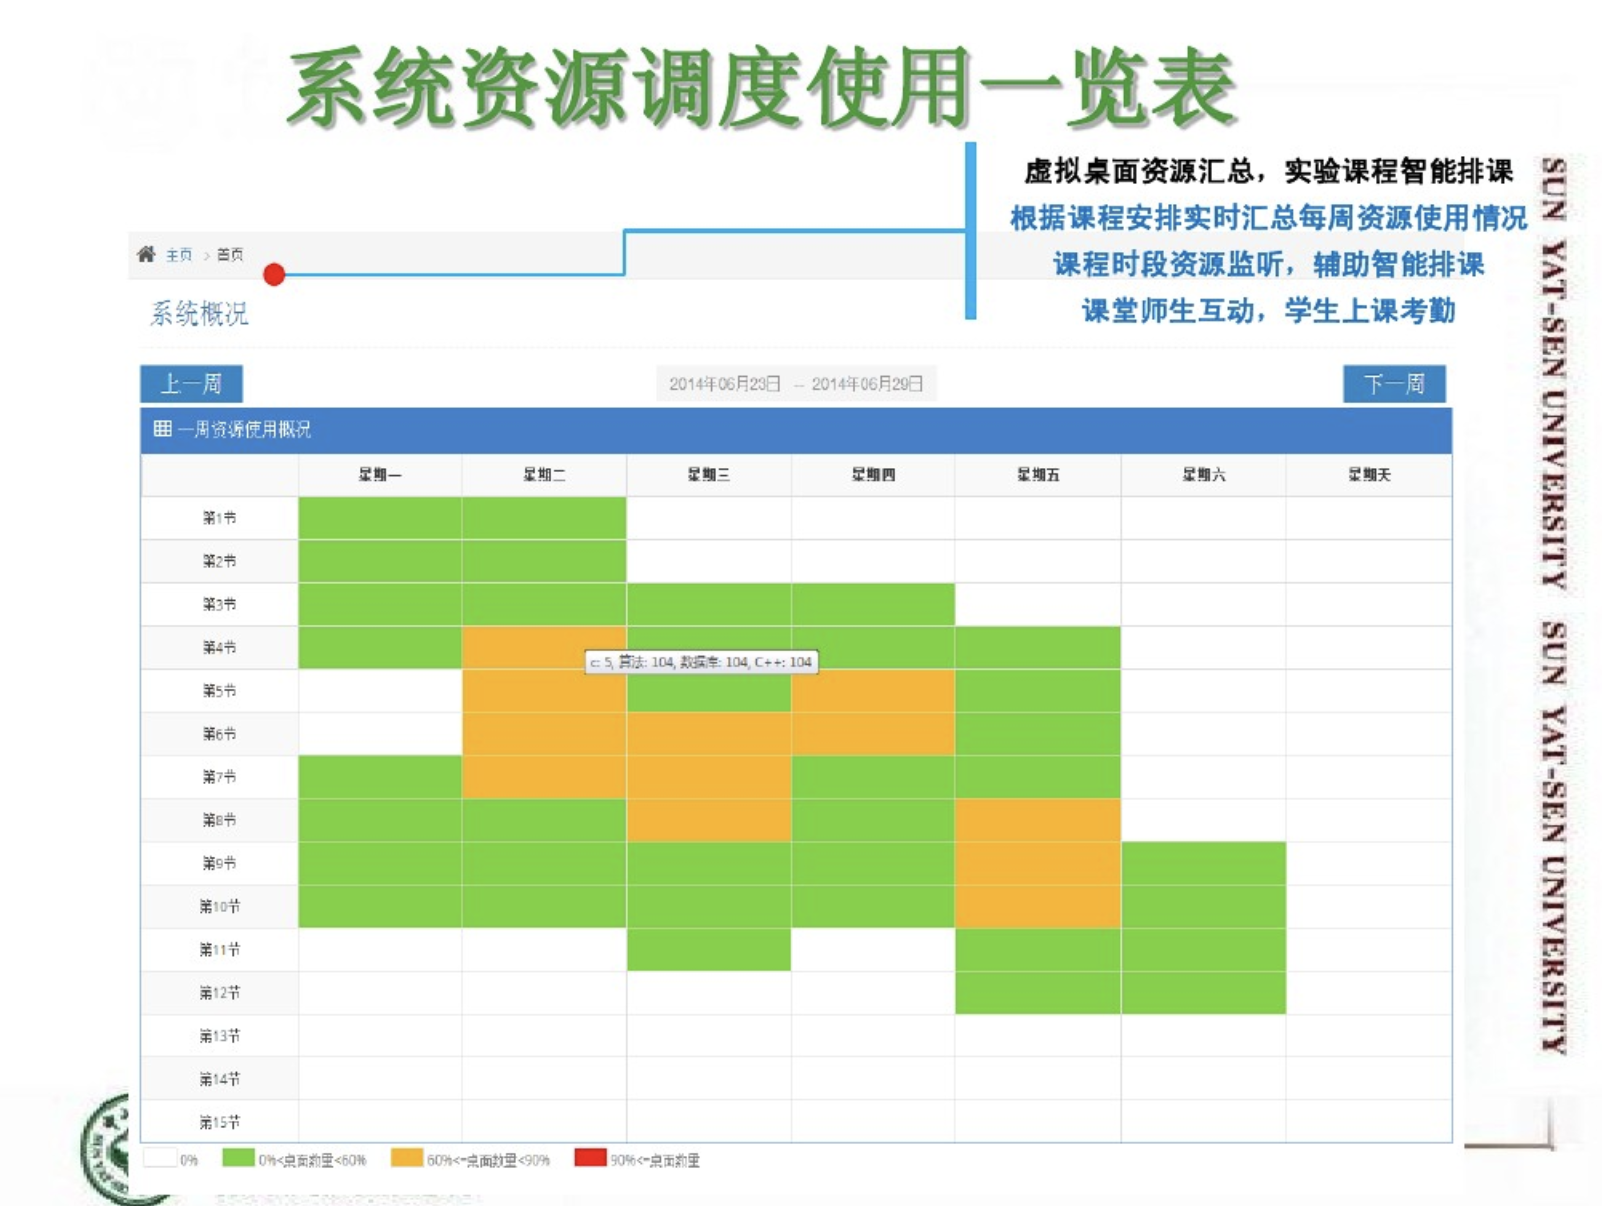 系统资源调度使用一览表
虚拟桌面资源汇总，实验课程智能排课
根据课程安排实时汇总每周资源使用情况
课程时段资源监听，辅助智能排课
课堂师生互动，学生上课考勤
主页 > 首页
系统概况
上一周
2014年06月23日 -- 2014年06月29日
下一周
一周资源使用概况
星期一 星期二 星期三 星期四 星期五 星期六 星期天
第1节
第2节
第3节
第4节
c: 5, 算法: 104, 数据库: 104, C++: 104
第5节
第6节
第7节
第8节
第9节
第10节
第11节
第12节
第13节
第14节
第15节
0% 0%<桌面数量<60% 60%<=桌面数量<90% 90%<=桌面数量
SUN YAT-SEN UNIVERSITY SUN YAT-SEN UNIVERSITY